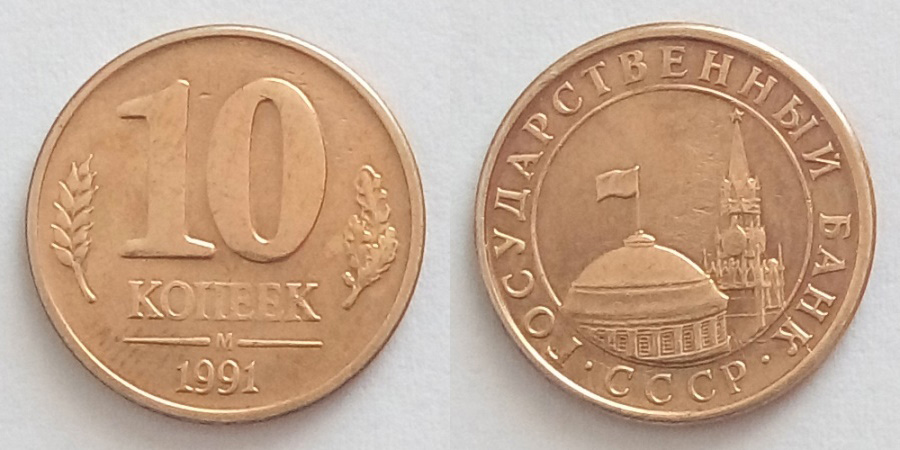 10
КОПЕЕК
М
1991
ГОСУДАРСТВЕННЫЙ БАНК
· СССР ·